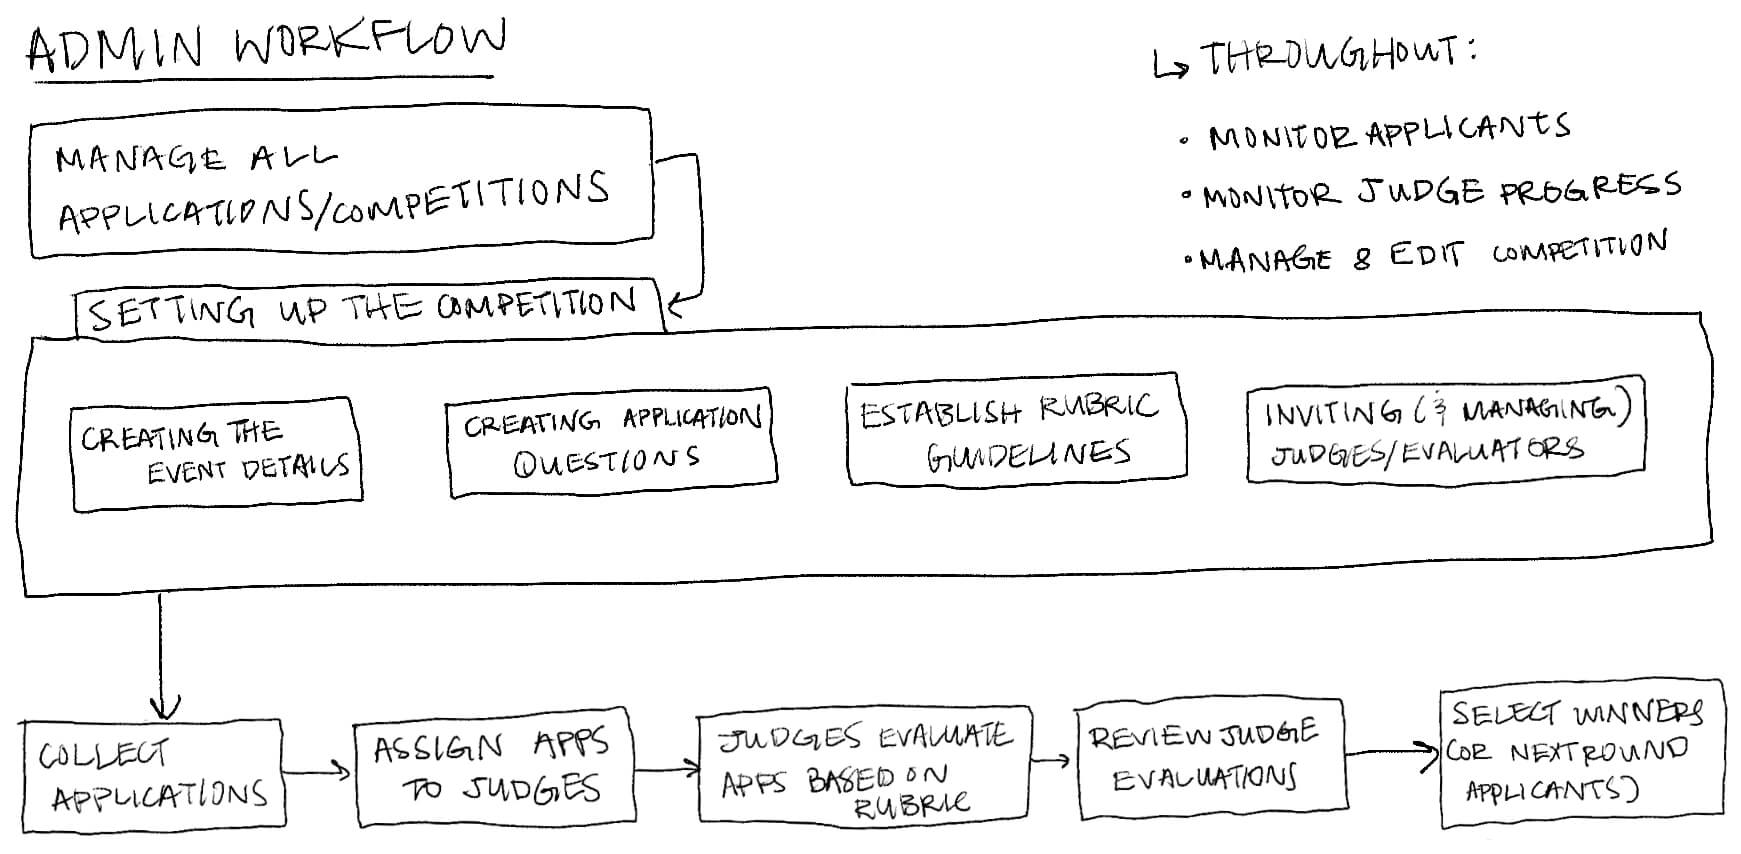 ADMIN WORKFLOW
↳ THROUGHOUT:
• MONITOR APPLICANTS
• MONITOR JUDGE PROGRESS
• MANAGE & EDIT COMPETITION
MANAGE ALL
APPLICATIONS/COMPETITIONS
SETTING UP THE COMPETITION
CREATING THE
EVENT DETAILS
CREATING APPLICATION
QUESTIONS
ESTABLISH RUBRIC
GUIDELINES
INVITING (& MANAGING)
JUDGES/EVALUATORS
COLLECT
APPLICATIONS
ASSIGN APPS
TO JUDGES
JUDGES EVALUATE
APPS BASED ON
RUBRIC
REVIEW JUDGE
EVALUATIONS
SELECT WINNERS
(OR NEXT ROUND
APPLICANTS)